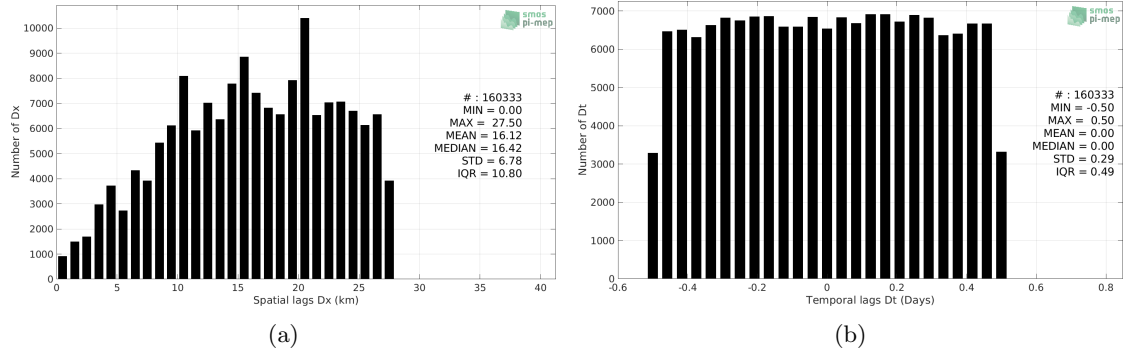 smos
pi-mep
Number of Dx
10000
9000
8000
7000
6000
5000
4000
3000
2000
1000
0
# : 160333
MIN = 0.00
MAX = 27.50
MEAN = 16.12
MEDIAN = 16.42
STD = 6.78
IQR = 10.80
0 5 10 15 20 25 30 35 40
Spatial lags Dx (km)
(a)
smos
pi-mep
Number of Dt
7000
6000
5000
4000
3000
2000
1000
0
# : 160333
MIN = -0.50
MAX = 0.50
MEAN = 0.00
MEDIAN = 0.00
STD = 0.29
IQR = 0.49
-0.6 -0.4 -0.2 0 0.2 0.4 0.6 0.8
Temporal lags Dt (Days)
(b)